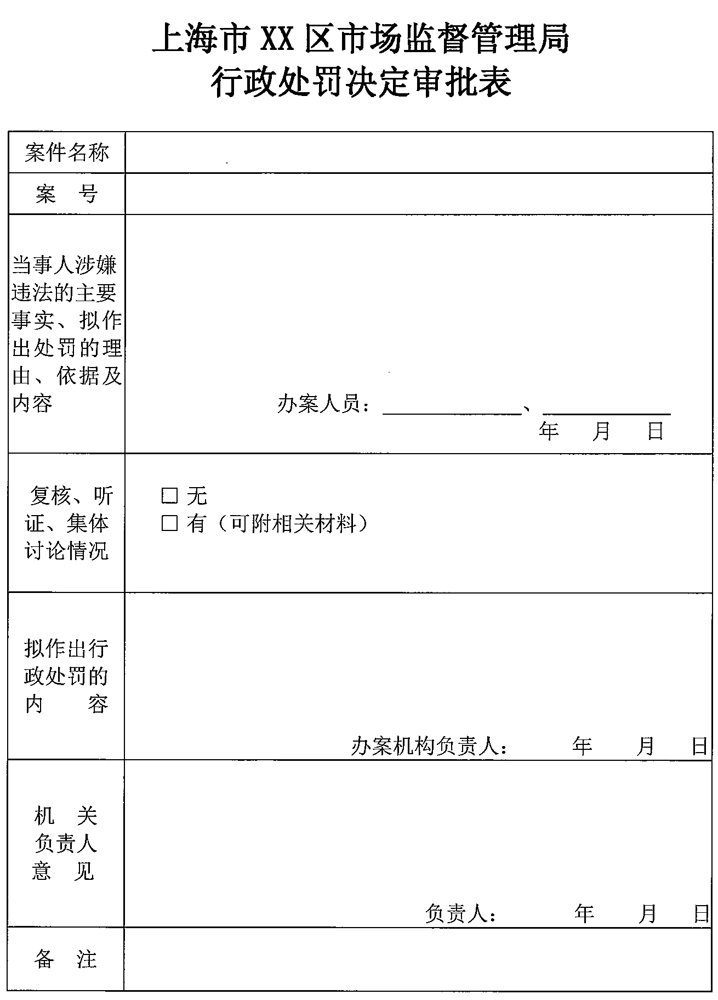 上海市 XX 区市场监督管理局
行政处罚决定审批表
案件名称
案 号
当事人涉嫌
违法的主要
事实、拟作
出处罚的理
由、依据及
内容
办案人员：____________、____________
年 月 日
复核、听
证、集体
讨论情况
□ 无
□ 有（可附相关材料）
拟作出行
政处罚的
内 容
办案机构负责人： 年 月 日
机 关
负责人
意 见
负责人： 年 月 日
备 注